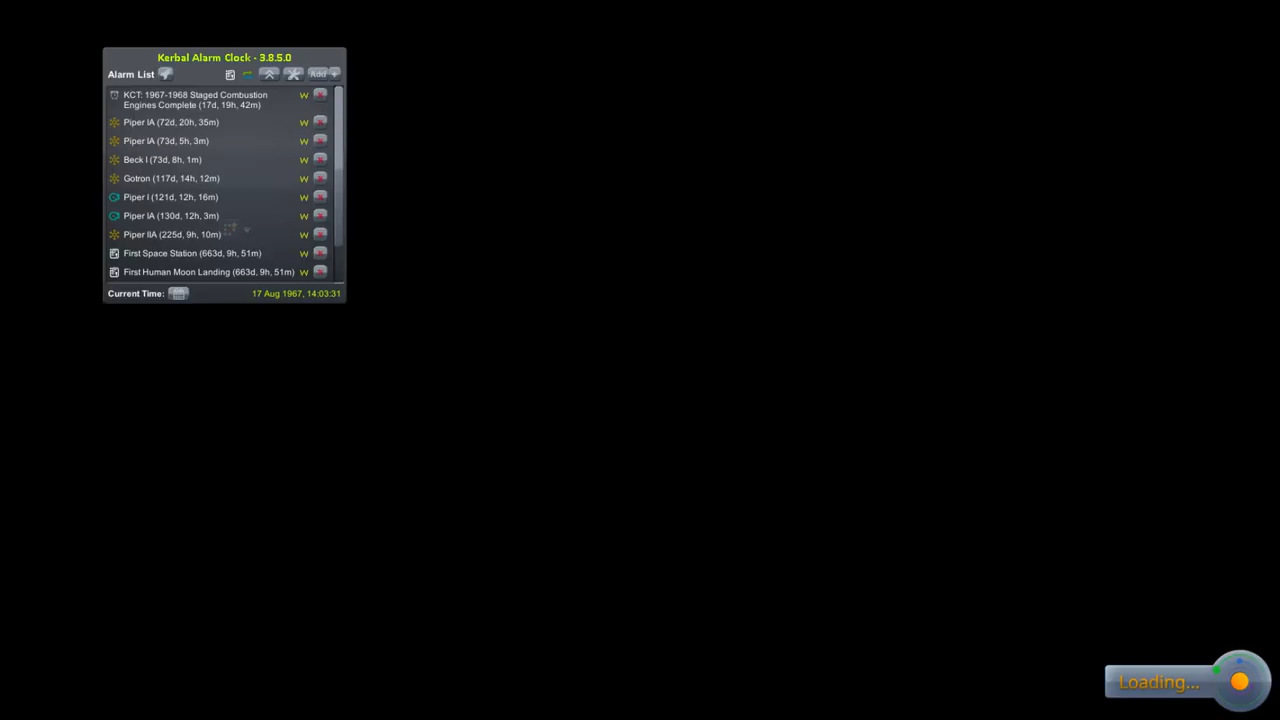 Kerbal Alarm Clock - 3.8.5.0
Alarm List
Add +
KCT: 1967-1968 Staged Combustion
Engines Complete (17d, 19h, 42m) W
Piper IA (72d, 20h, 35m) W
Piper IA (73d, 5h, 3m) W
Beck I (73d, 8h, 1m) W
Gotron (117d, 14h, 12m) W
Piper I (121d, 12h, 16m) W
Piper IA (130d, 12h, 3m) W
Piper IIA (225d, 9h, 10m) W
First Space Station (663d, 9h, 51m) W
First Human Moon Landing (663d, 9h, 51m) W
Current Time: 17 Aug 1967, 14:03:31
Loading...